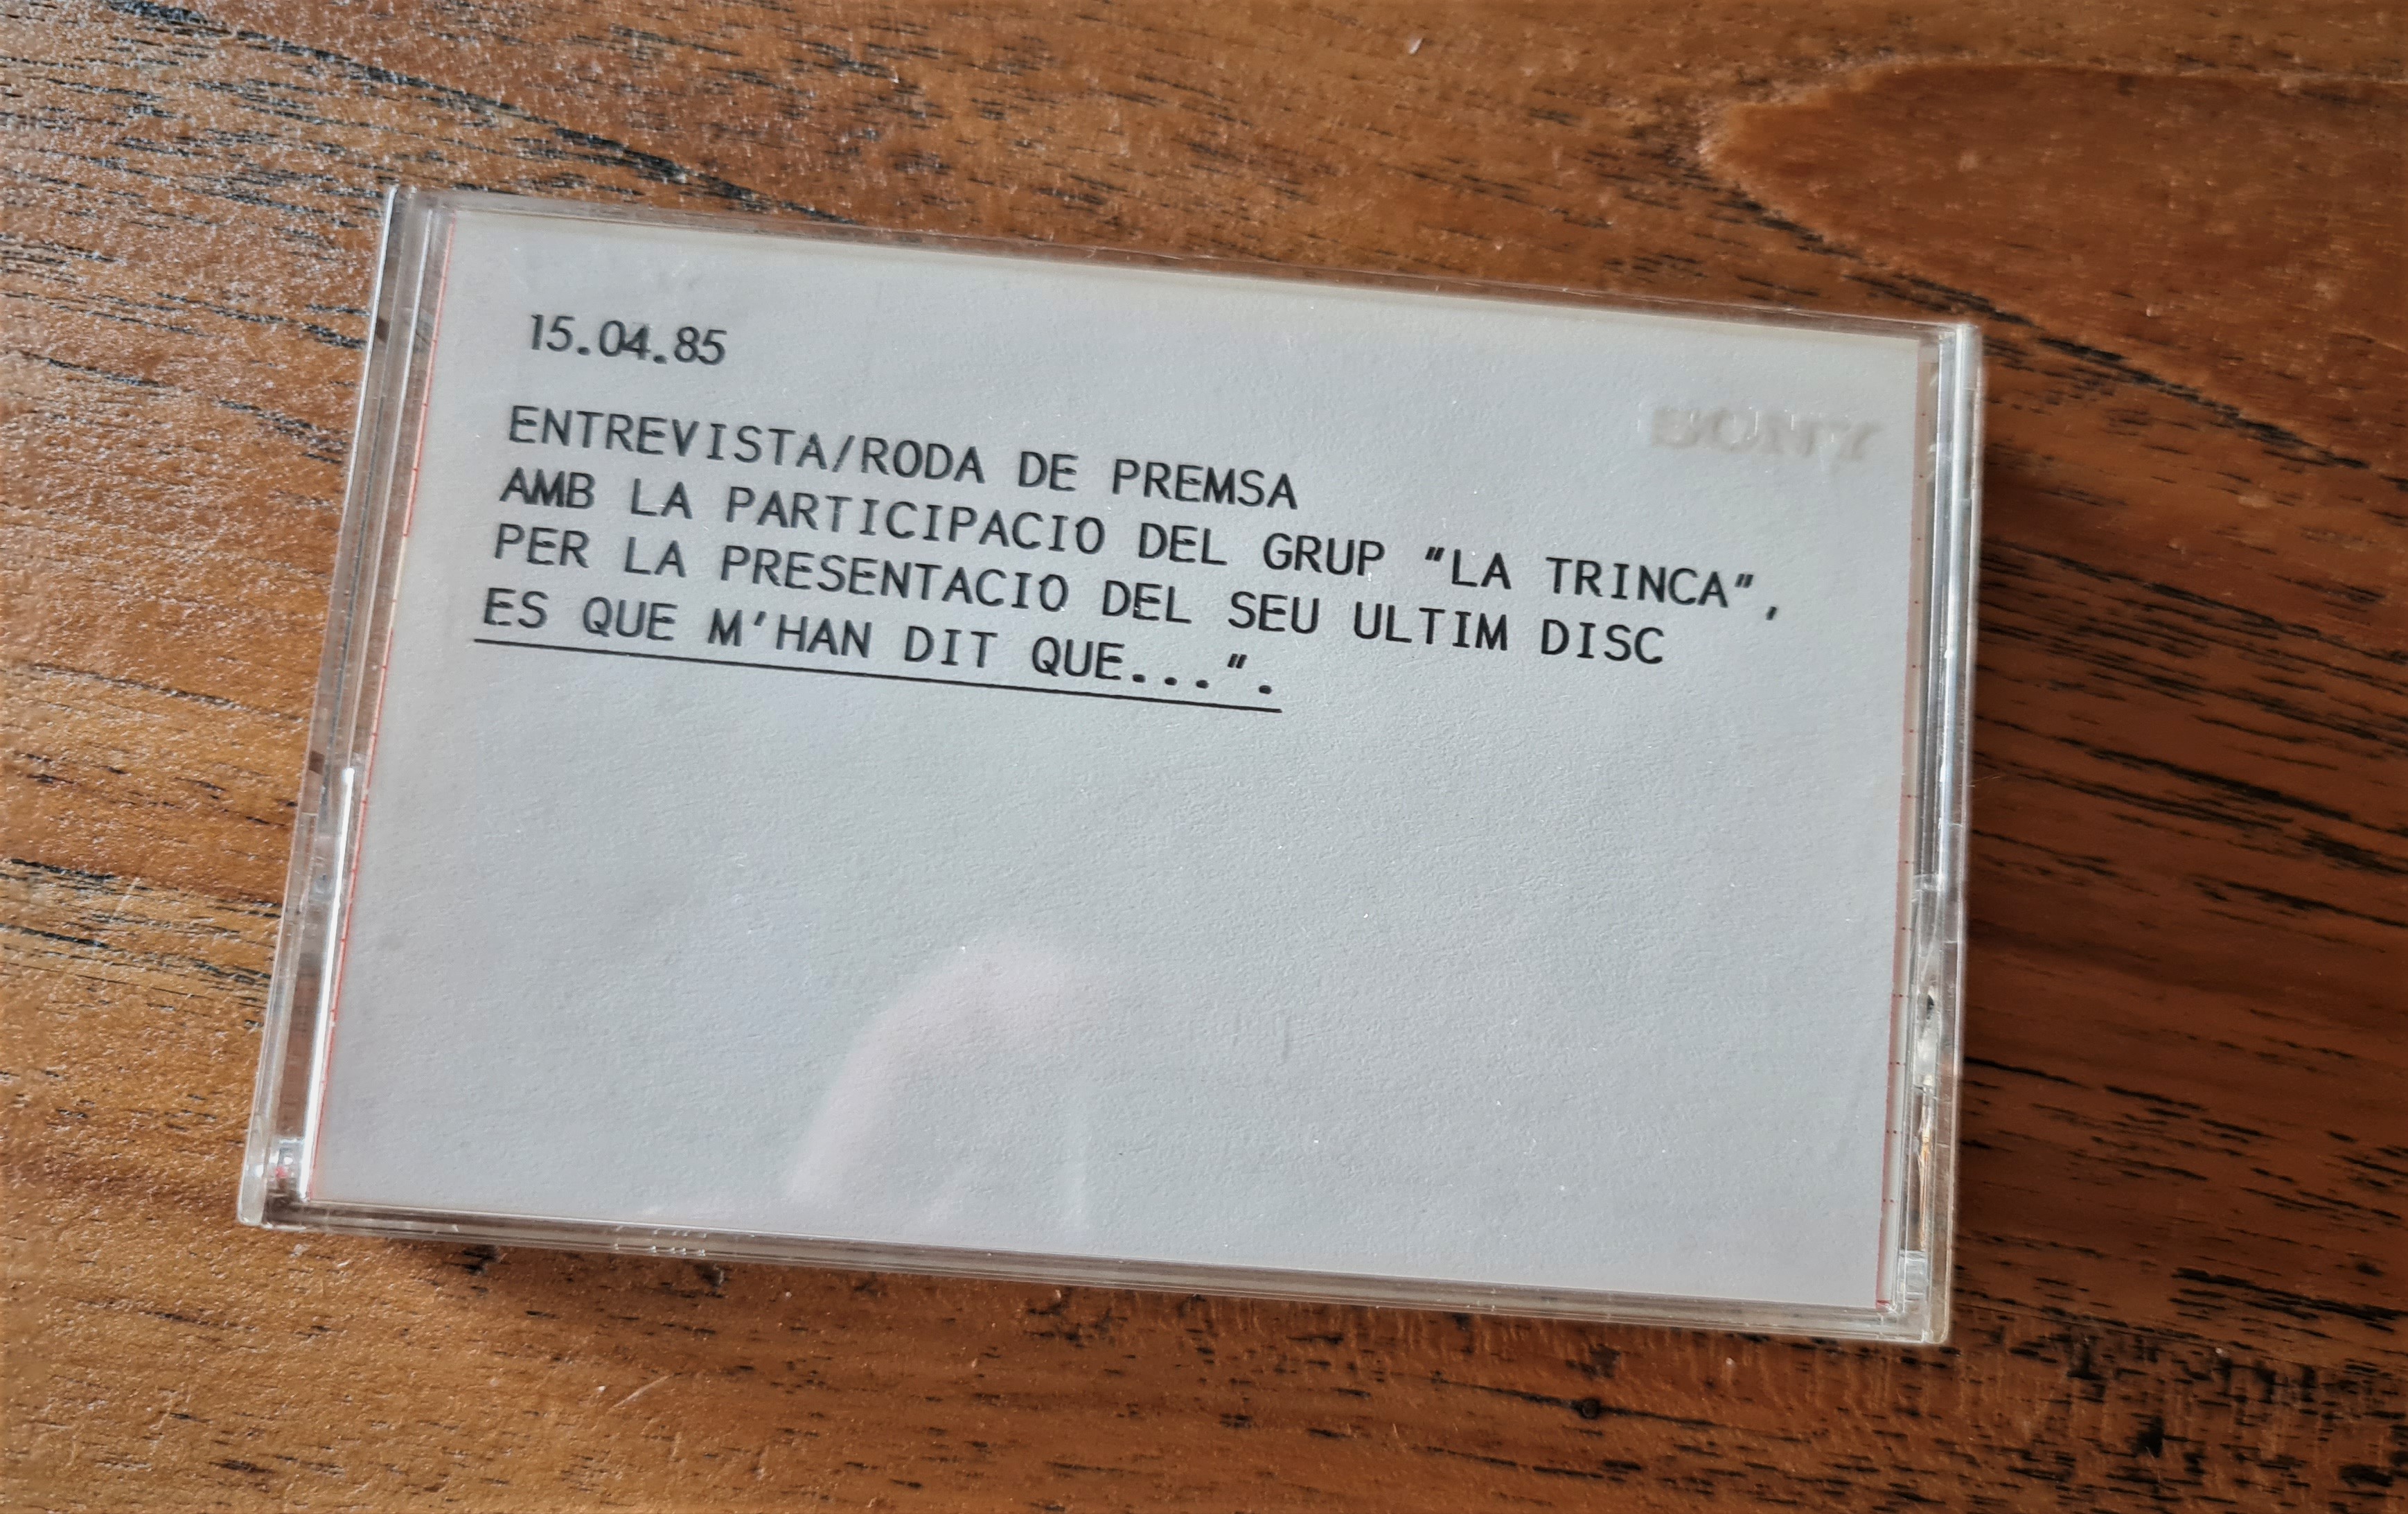 15.04.85
SONY
ENTREVISTA/RODA DE PREMSA
AMB LA PARTICIPACIO DEL GRUP "LA TRINCA",
PER LA PRESENTACIO DEL SEU ULTIM DISC
ES QUE M'HAN DIT QUE...".